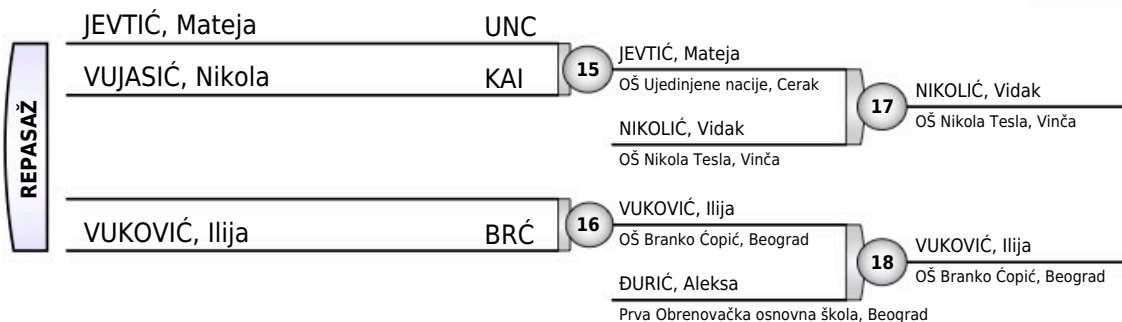 REPASAŽ
JEVTIĆ, Mateja UNC
VUJASIĆ, Nikola KAI
VUKOVIĆ, Ilija BRĆ
15
JEVTIĆ, Mateja
OŠ Ujedinjene nacije, Cerak
NIKOLIĆ, Vidak
OŠ Nikola Tesla, Vinča
16
VUKOVIĆ, Ilija
OŠ Branko Ćopić, Beograd
ĐURIĆ, Aleksa
Prva Obrenovačka osnovna škola, Beograd
17
NIKOLIĆ, Vidak
OŠ Nikola Tesla, Vinča
18
VUKOVIĆ, Ilija
OŠ Branko Ćopić, Beograd